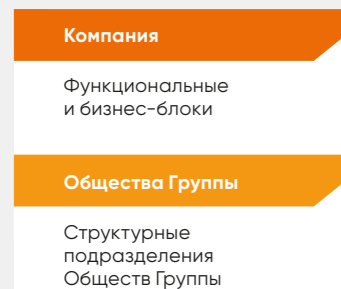 Компания
Функциональные
и бизнес-блоки
Общества Группы
Структурные
подразделения
Обществ Группы